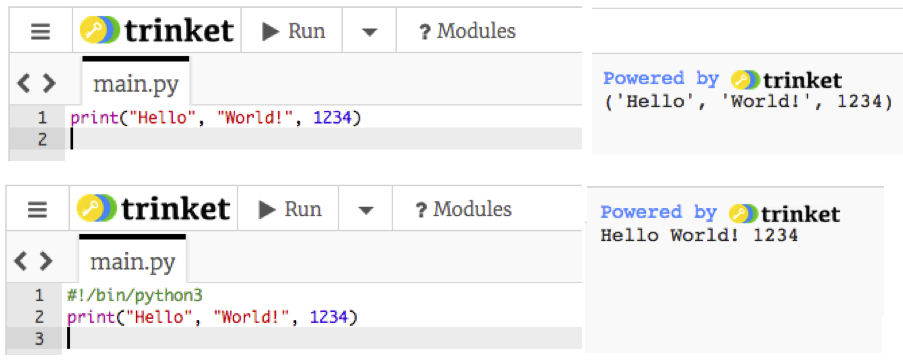 trinket Run ? Modules
main.py
1 print("Hello", "World!", 1234)
2
Powered by trinket
('Hello', 'World!', 1234)
trinket Run ? Modules
main.py
1 #!/bin/python3
2 print("Hello", "World!", 1234)
3
Powered by trinket
Hello World! 1234